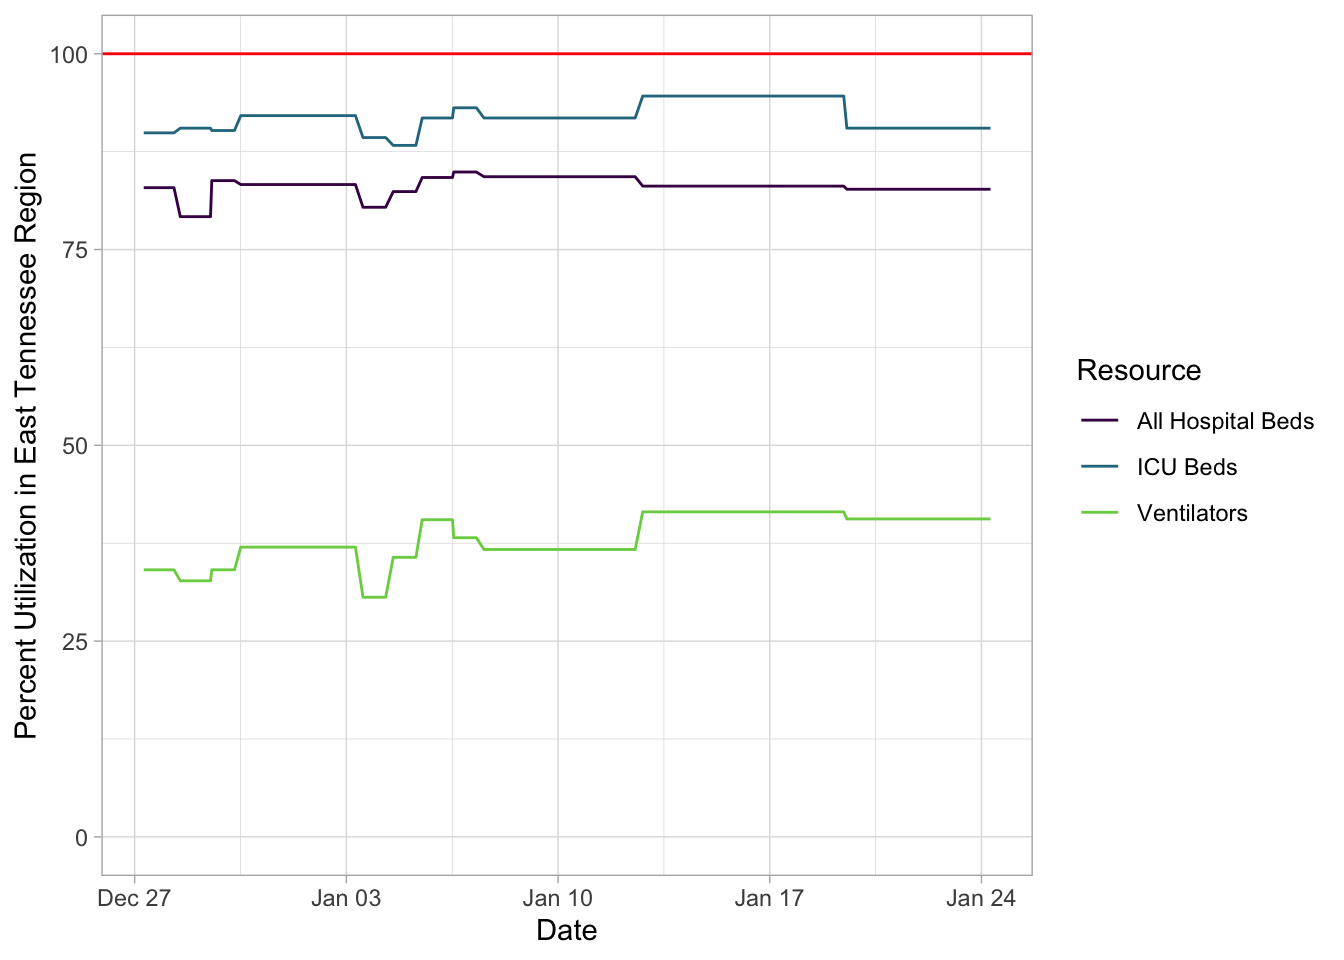 Percent Utilization in East Tennessee Region
100
75
50
25
0
Dec 27 Jan 03 Jan 10 Jan 17 Jan 24
Date
Resource
All Hospital Beds
ICU Beds
Ventilators